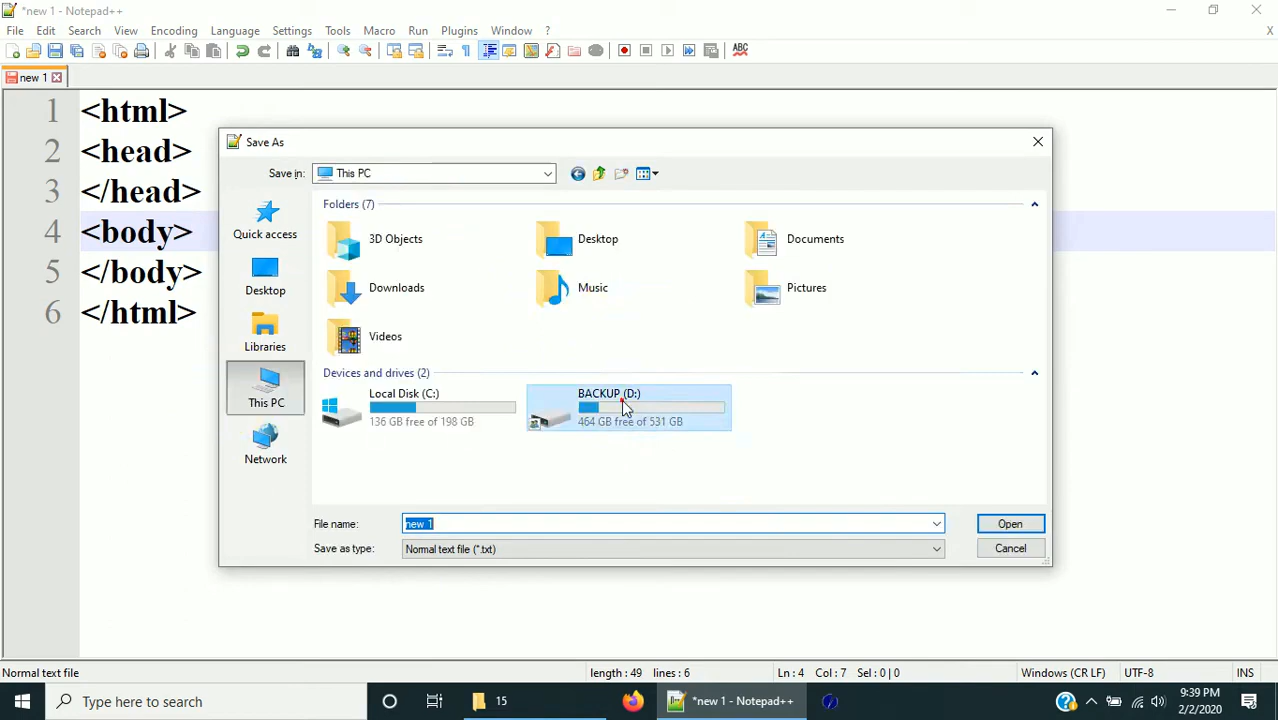 *new 1 - Notepad++
File Edit Search View Encoding Language Settings Tools Macro Run Plugins Window ? X
ABC
new 1
1 <html>
2 <head>
3 </head>
4 <body>
5 </body>
6 </html>
Save As
Save in: This PC
Quick access
Desktop
Libraries
This PC
Network
Folders (7)
3D Objects Desktop Documents
Downloads Music Pictures
Videos
Devices and drives (2)
Local Disk (C:) BACKUP (D:)
136 GB free of 198 GB 464 GB free of 531 GB
File name: new 1 Open
Save as type: Normal text file (*.txt) Cancel
Normal text file length : 49 lines : 6 Ln : 4 Col : 7 Sel : 0 | 0 Windows (CR LF) UTF-8 INS
Type here to search 15 *new 1 - Notepad++ 9:39 PM
2/2/2020